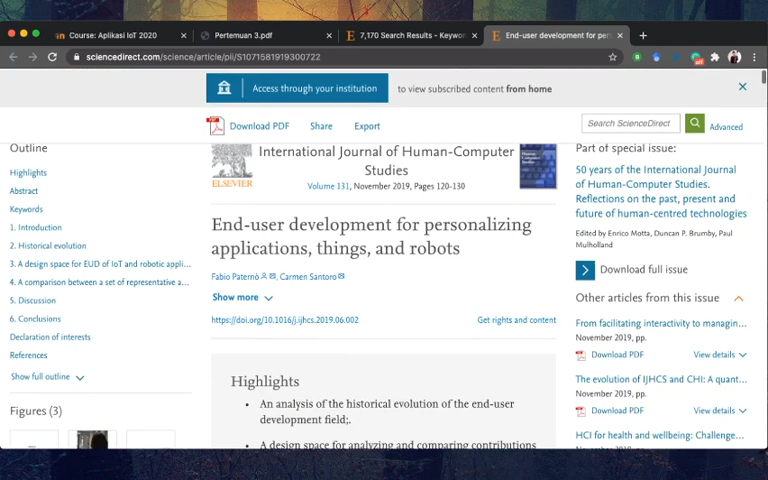 Course: Aplikasi IoT 2020
Pertemuan 3.pdf
7,170 Search Results - Keywor
End-user development for pers
sciencedirect.com/science/article/pii/S1071581919300722
Access through your institution
to view subscribed content from home
Download PDF
Share
Export
Search ScienceDirect
Advanced
Outline
Highlights
Abstract
Keywords
1. Introduction
2. Historical evolution
3. A design space for EUD of IoT and robotic appli...
4. A comparison between a set of representative a...
5. Discussion
6. Conclusions
Declaration of interests
References
Show full outline
Figures (3)
ELSEVIER
International Journal of Human-Computer
Studies
Volume 131, November 2019, Pages 120-130
End-user development for personalizing
applications, things, and robots
Fabio Paternò, Carmen Santoro
Show more
https://doi.org/10.1016/j.ijhcs.2019.06.002
Get rights and content
Highlights
• An analysis of the historical evolution of the end-user
development field;.
• A design space for analyzing and comparing contributions
Part of special issue:
50 years of the International Journal
of Human-Computer Studies.
Reflections on the past, present and
future of human-centred technologies
Edited by Enrico Motta, Duncan P. Brumby, Paul
Mulholland
Download full issue
Other articles from this issue
From facilitating interactivity to managin...
November 2019, pp.
Download PDF
View details
The evolution of IJHCS and CHI: A quant...
November 2019, pp.
Download PDF
View details
HCI for health and wellbeing: Challenge...